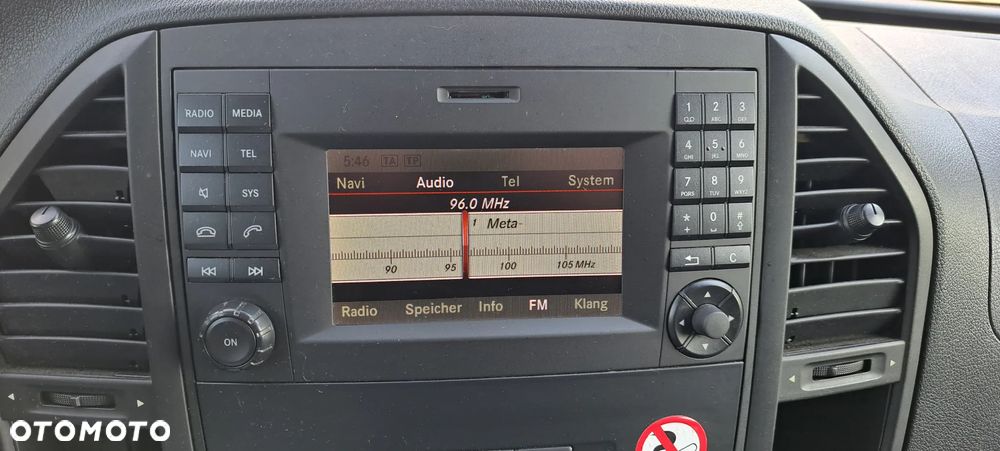 RADIO MEDIA
NAVI TEL
SYS
ON
5:46 TA TP
Navi Audio Tel System
96.0 MHz
1 Meta-
90 95 100 105 MHz
Radio Speicher Info FM Klang
1 2 3
ABC DEF
4 5 6
GHI JKL MNO
7 8 9
PQRS TUV WXYZ
* 0 #
+
C
OTOMOTO